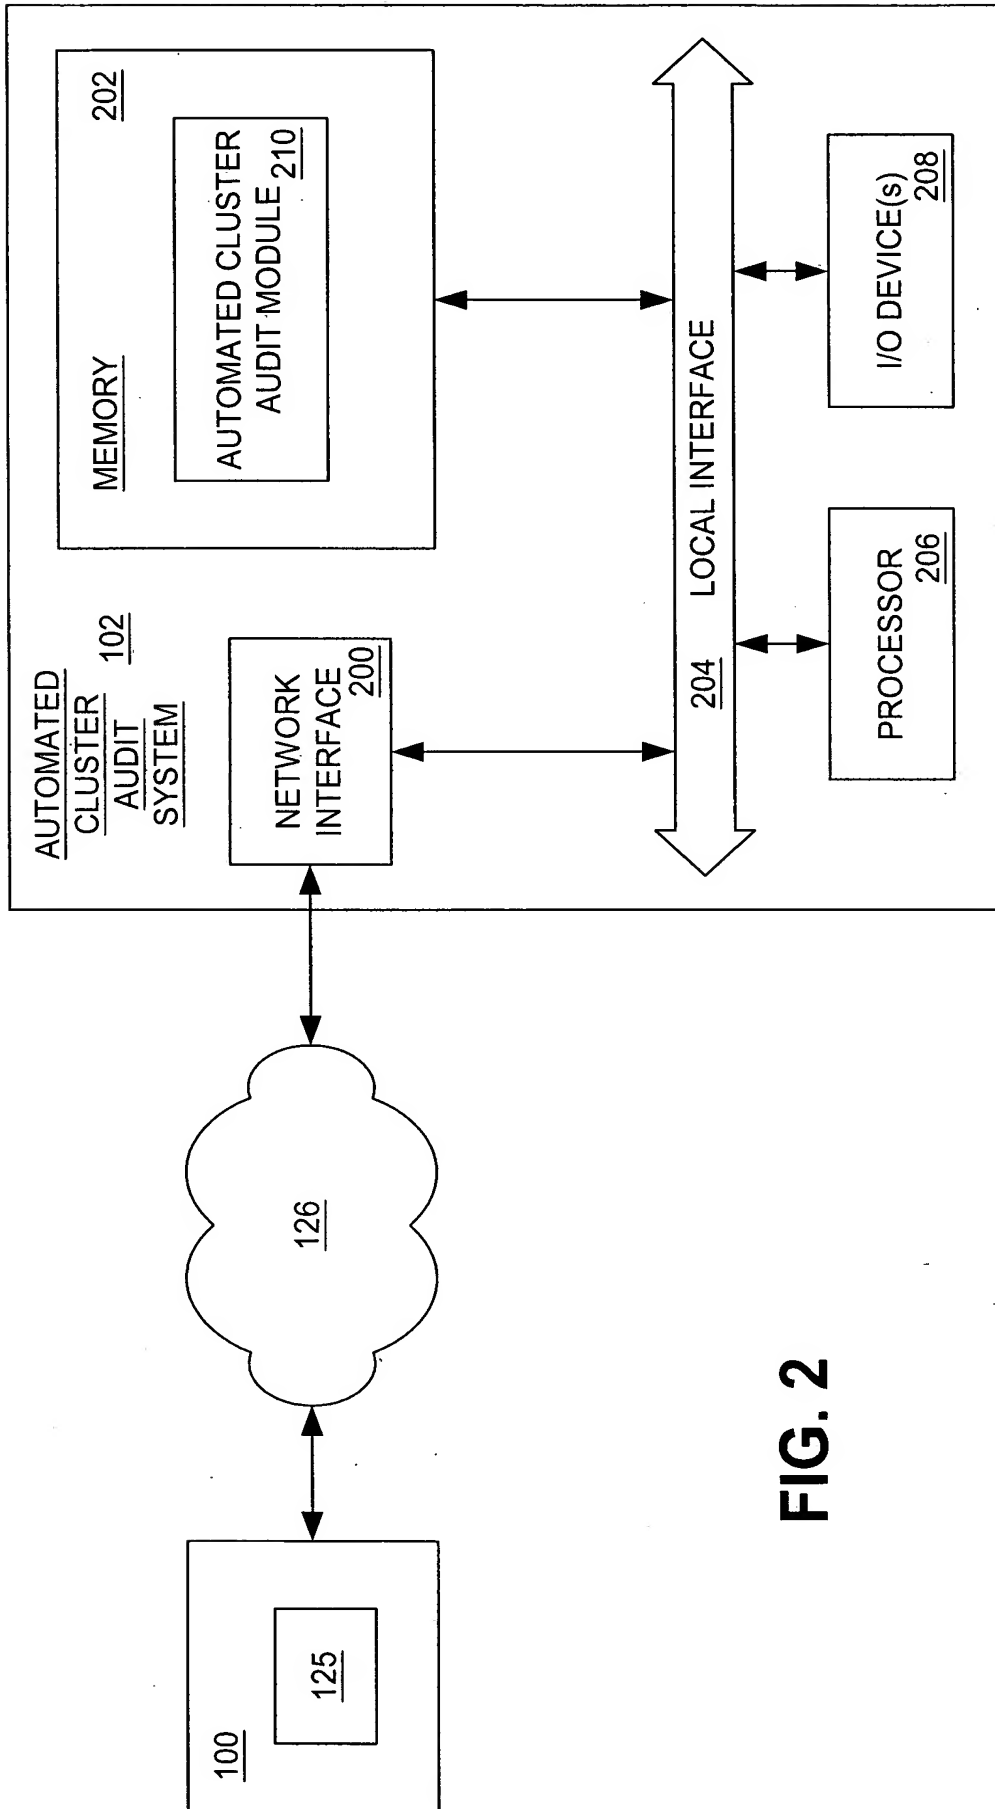 100
125
126
AUTOMATED
CLUSTER
AUDIT
SYSTEM
102
NETWORK
INTERFACE
200
MEMORY
202
AUTOMATED CLUSTER
AUDIT MODULE
210
204
LOCAL INTERFACE
PROCESSOR
206
I/O DEVICE(s)
208
FIG. 2